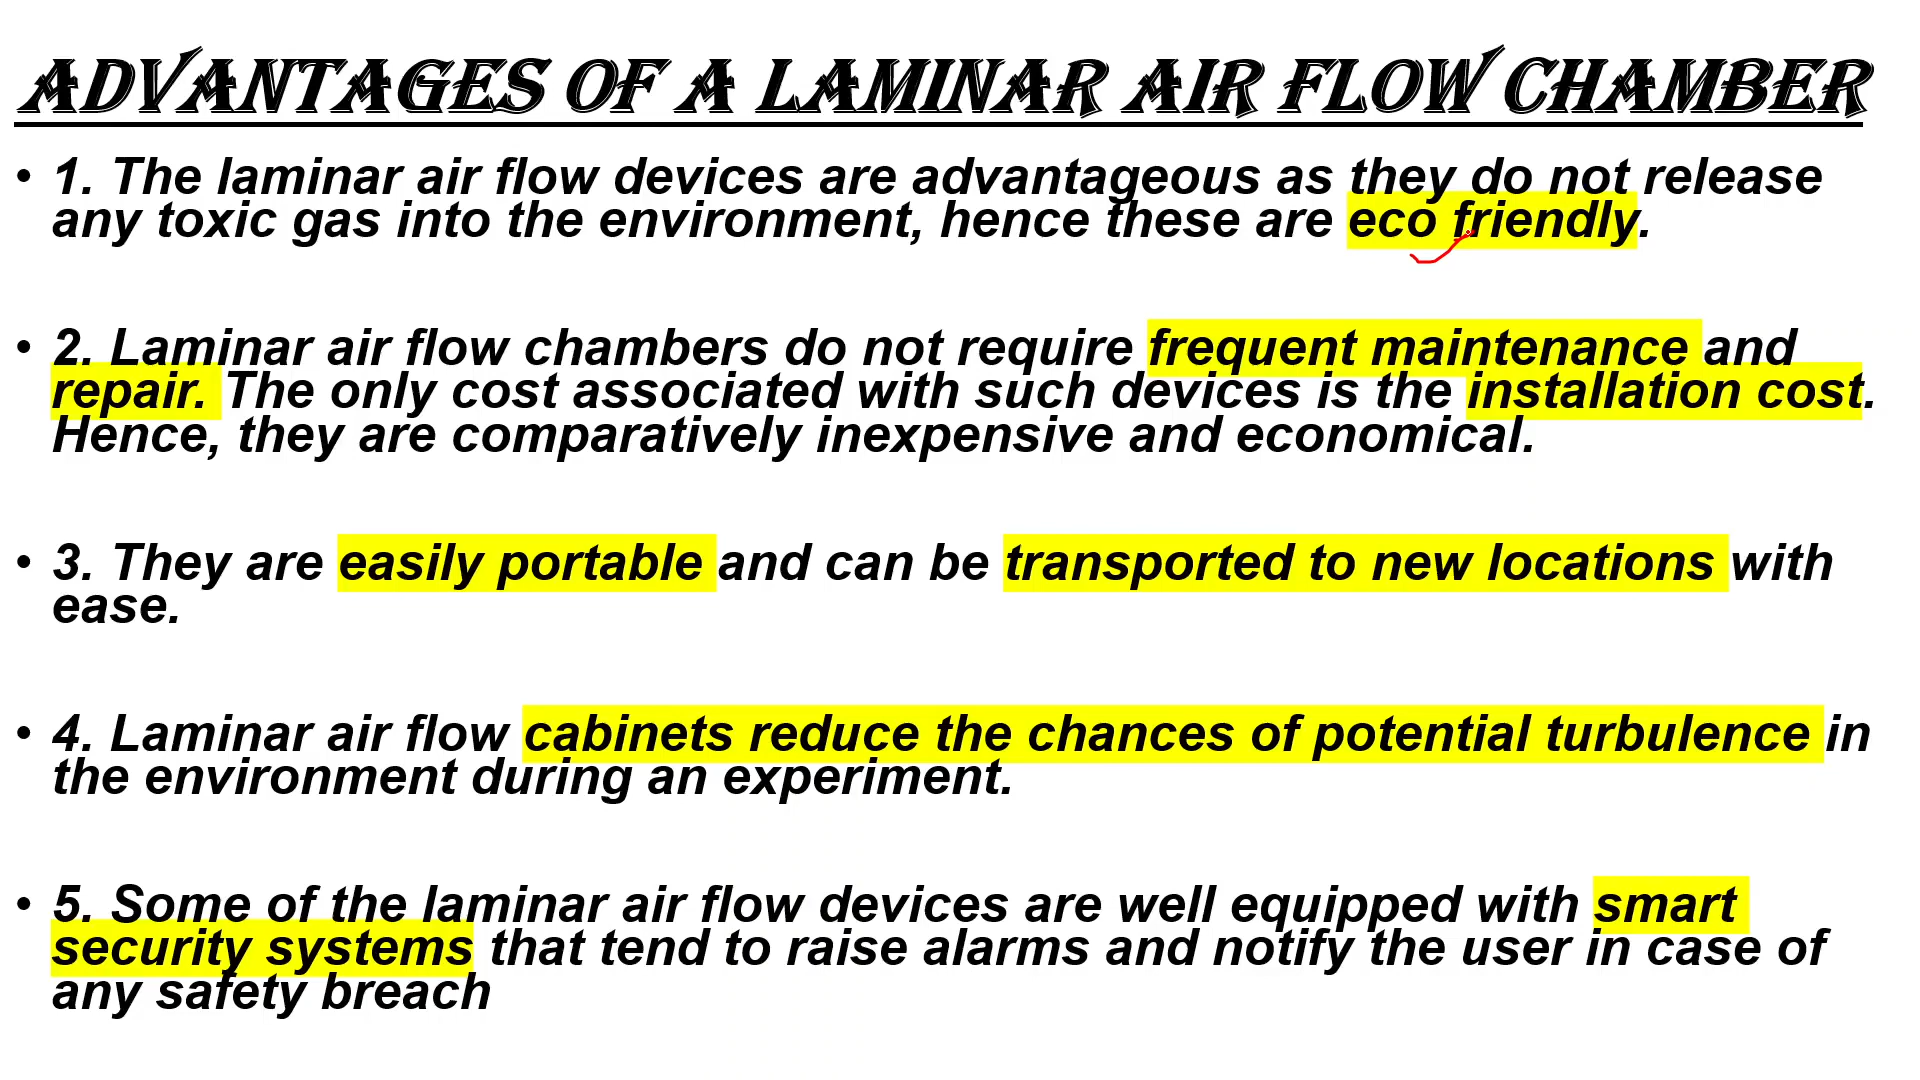 ADVANTAGES OF A LAMINAR AIR FLOW CHAMBER
• 1. The laminar air flow devices are advantageous as they do not release
any toxic gas into the environment, hence these are eco friendly.
• 2. Laminar air flow chambers do not require frequent maintenance and
repair. The only cost associated with such devices is the installation cost.
Hence, they are comparatively inexpensive and economical.
• 3. They are easily portable and can be transported to new locations with
ease.
• 4. Laminar air flow cabinets reduce the chances of potential turbulence in
the environment during an experiment.
• 5. Some of the laminar air flow devices are well equipped with smart
security systems that tend to raise alarms and notify the user in case of
any safety breach